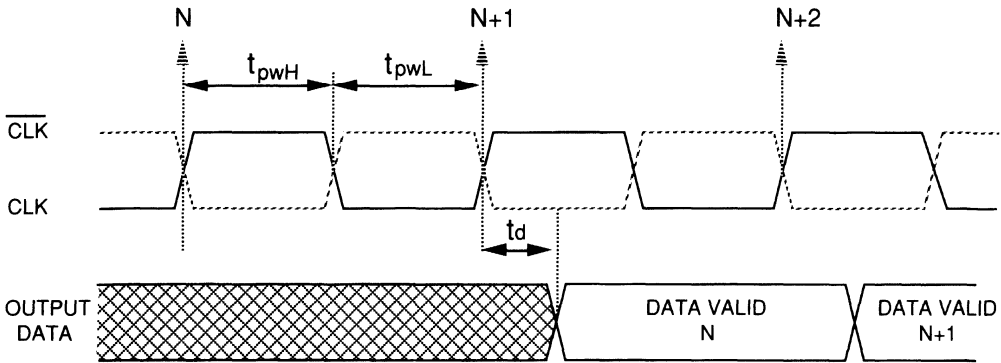 N N+1 N+2
tpwH tpwL
CLK
CLK
td
OUTPUT DATA VALID DATA VALID
DATA N N+1